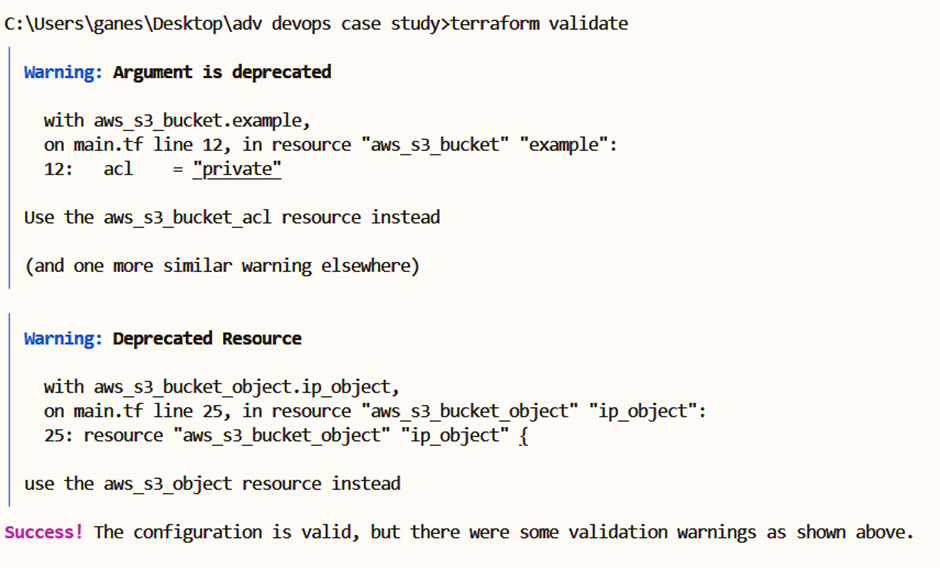 C:\Users\ganes\Desktop\adv devops case study>terraform validate
Warning: Argument is deprecated
with aws_s3_bucket.example,
on main.tf line 12, in resource "aws_s3_bucket" "example":
12:   acl    = "private"
Use the aws_s3_bucket_acl resource instead
(and one more similar warning elsewhere)
Warning: Deprecated Resource
with aws_s3_bucket_object.ip_object,
on main.tf line 25, in resource "aws_s3_bucket_object" "ip_object":
25: resource "aws_s3_bucket_object" "ip_object" {
use the aws_s3_object resource instead
Success! The configuration is valid, but there were some validation warnings as shown above.